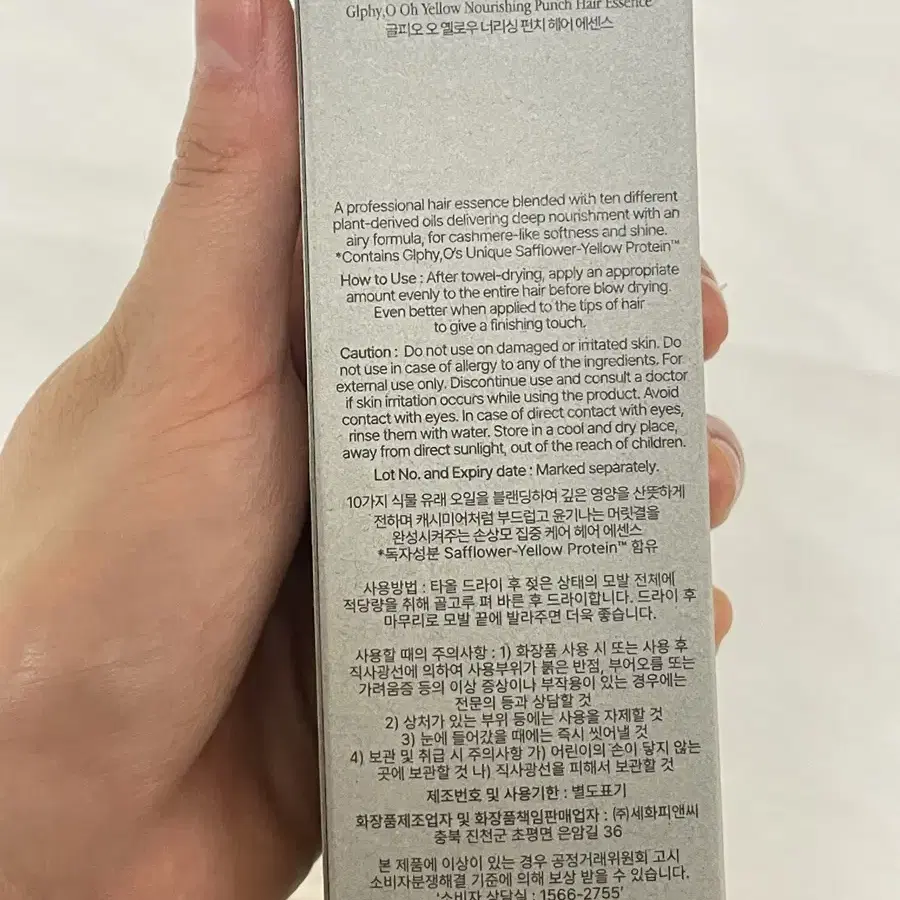 Glphy,O Oh Yellow Nourishing Punch Hair Essence
글피오 오 옐로우 너리싱 펀치 헤어 에센스
A professional hair essence blended with ten different
plant-derived oils delivering deep nourishment with an
airy formula, for cashmere-like softness and shine.
*Contains Glphy,O's Unique Safflower-Yellow Protein™
How to Use : After towel-drying, apply an appropriate
amount evenly to the entire hair before blow drying.
Even better when applied to the tips of hair
to give a finishing touch.
Caution : Do not use on damaged or irritated skin. Do
not use in case of allergy to any of the ingredients. For
external use only. Discontinue use and consult a doctor
if skin irritation occurs while using the product. Avoid
contact with eyes. In case of direct contact with eyes,
rinse them with water. Store in a cool and dry place,
away from direct sunlight, out of the reach of children.
Lot No. and Expiry date : Marked separately.
10가지 식물 유래 오일을 블랜딩하여 깊은 영양을 산뜻하게
전하며 캐시미어처럼 부드럽고 윤기나는 머릿결을
완성시켜주는 손상모 집중 케어 헤어 에센스
*독자성분 Safflower-Yellow Protein™ 함유
사용방법 : 타올 드라이 후 젖은 상태의 모발 전체에
적당량을 취해 골고루 펴 바른 후 드라이합니다. 드라이 후
마무리로 모발 끝에 발라주면 더욱 좋습니다.
사용할 때의 주의사항 : 1) 화장품 사용 시 또는 사용 후
직사광선에 의하여 사용부위가 붉은 반점, 부어오름 또는
가려움증 등의 이상 증상이나 부작용이 있는 경우에는
전문의 등과 상담할 것
2) 상처가 있는 부위 등에는 사용을 자제할 것
3) 눈에 들어갔을 때에는 즉시 씻어낼 것
4) 보관 및 취급 시 주의사항 가) 어린이의 손이 닿지 않는
곳에 보관할 것 나) 직사광선을 피해서 보관할 것
제조번호 및 사용기한 : 별도표기
화장품제조업자 및 화장품책임판매업자 : (주)세화피앤씨
충북 진천군 초평면 은암길 36
본 제품에 이상이 있는 경우 공정거래위원회 고시
소비자분쟁해결 기준에 의해 보상 받을 수 있습니다.
'소비자 상담실 : 1566-2755'